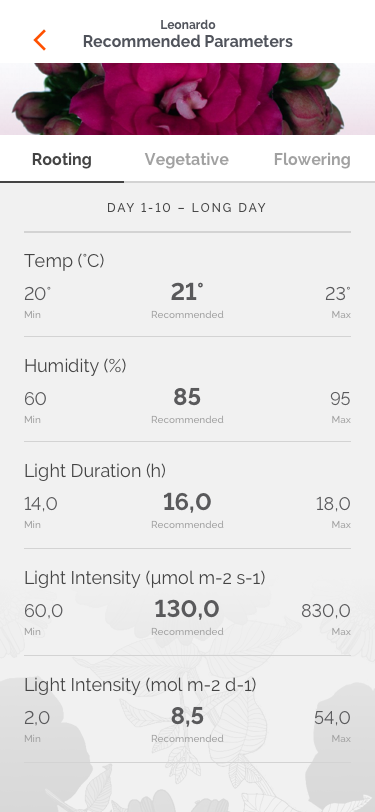 Leonardo
Recommended Parameters
Rooting Vegetative Flowering
DAY 1-10 – LONG DAY
Temp (°C)
20° 21° 23°
Min Recommended Max
Humidity (%)
60 85 95
Min Recommended Max
Light Duration (h)
14,0 16,0 18,0
Min Recommended Max
Light Intensity (µmol m-2 s-1)
60,0 130,0 830,0
Min Recommended Max
Light Intensity (mol m-2 d-1)
2,0 8,5 54,0
Min Recommended Max